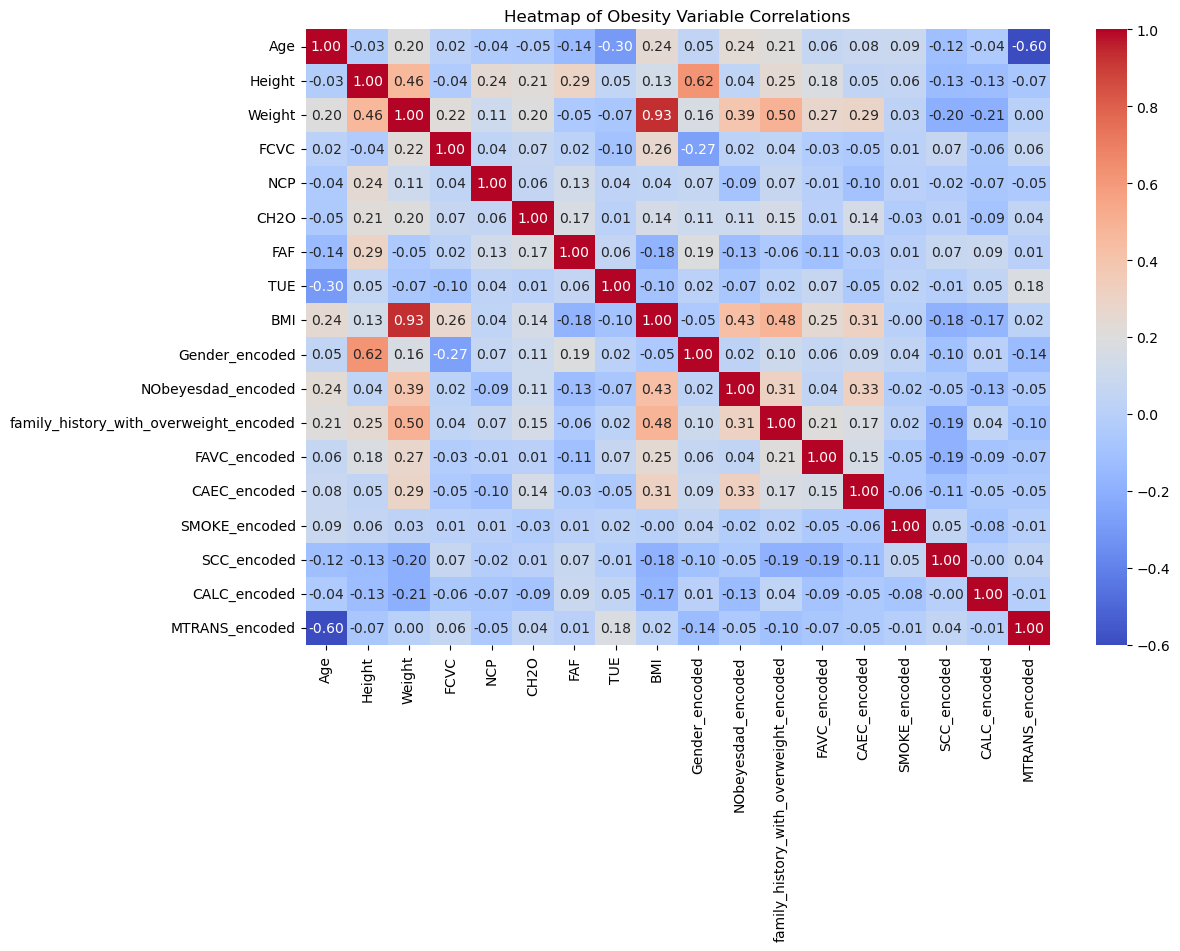 Heatmap of Obesity Variable Correlations
Age 1.00 -0.03 0.20 0.02 -0.04 -0.05 -0.14 -0.30 0.24 0.05 0.24 0.21 0.06 0.08 0.09 -0.12 -0.04 -0.60
Height -0.03 1.00 0.46 -0.04 0.24 0.21 0.29 0.05 0.13 0.62 0.04 0.25 0.18 0.05 0.06 -0.13 -0.13 -0.07
Weight 0.20 0.46 1.00 0.22 0.11 0.20 -0.05 -0.07 0.93 0.16 0.39 0.50 0.27 0.29 0.03 -0.20 -0.21 0.00
FCVC 0.02 -0.04 0.22 1.00 0.04 0.07 0.02 -0.10 0.26 -0.27 0.02 0.04 -0.03 -0.05 0.01 0.07 -0.06 0.06
NCP -0.04 0.24 0.11 0.04 1.00 0.06 0.13 0.04 0.04 0.07 -0.09 0.07 -0.01 -0.10 0.01 -0.02 -0.07 -0.05
CH2O -0.05 0.21 0.20 0.07 0.06 1.00 0.17 0.01 0.14 0.11 0.11 0.15 0.01 0.14 -0.03 0.01 -0.09 0.04
FAF -0.14 0.29 -0.05 0.02 0.13 0.17 1.00 0.06 -0.18 0.19 -0.13 -0.06 -0.11 -0.03 0.01 0.07 0.09 0.01
TUE -0.30 0.05 -0.07 -0.10 0.04 0.01 0.06 1.00 -0.10 0.02 -0.07 0.02 0.07 -0.05 0.02 -0.01 0.05 0.18
BMI 0.24 0.13 0.93 0.26 0.04 0.14 -0.18 -0.10 1.00 -0.05 0.43 0.48 0.25 0.31 -0.00 -0.18 -0.17 0.02
Gender_encoded 0.05 0.62 0.16 -0.27 0.07 0.11 0.19 0.02 -0.05 1.00 0.02 0.10 0.06 0.09 0.04 -0.10 0.01 -0.14
NObeyesdad_encoded 0.24 0.04 0.39 0.02 -0.09 0.11 -0.13 -0.07 0.43 0.02 1.00 0.31 0.04 0.33 -0.02 -0.05 -0.13 -0.05
family_history_with_overweight_encoded 0.21 0.25 0.50 0.04 0.07 0.15 -0.06 0.02 0.48 0.10 0.31 1.00 0.21 0.17 0.02 -0.19 0.04 -0.10
FAVC_encoded 0.06 0.18 0.27 -0.03 -0.01 0.01 -0.11 0.07 0.25 0.06 0.04 0.21 1.00 0.15 -0.05 -0.19 -0.09 -0.07
CAEC_encoded 0.08 0.05 0.29 -0.05 -0.10 0.14 -0.03 -0.05 0.31 0.09 0.33 0.17 0.15 1.00 -0.06 -0.11 -0.05 -0.05
SMOKE_encoded 0.09 0.06 0.03 0.01 0.01 -0.03 0.01 0.02 -0.00 0.04 -0.02 0.02 -0.05 -0.06 1.00 0.05 -0.08 -0.01
SCC_encoded -0.12 -0.13 -0.20 0.07 -0.02 0.01 0.07 -0.01 -0.18 -0.10 -0.05 -0.19 -0.19 -0.11 0.05 1.00 -0.00 0.04
CALC_encoded -0.04 -0.13 -0.21 -0.06 -0.07 -0.09 0.09 0.05 -0.17 0.01 -0.13 0.04 -0.09 -0.05 -0.08 -0.00 1.00 -0.01
MTRANS_encoded -0.60 -0.07 0.00 0.06 -0.05 0.04 0.01 0.18 0.02 -0.14 -0.05 -0.10 -0.07 -0.05 -0.01 0.04 -0.01 1.00
Age
Height
Weight
FCVC
NCP
CH2O
FAF
TUE
BMI
Gender_encoded
NObeyesdad_encoded
family_history_with_overweight_encoded
FAVC_encoded
CAEC_encoded
SMOKE_encoded
SCC_encoded
CALC_encoded
MTRANS_encoded
1.0
0.8
0.6
0.4
0.2
0.0
−0.2
−0.4
−0.6